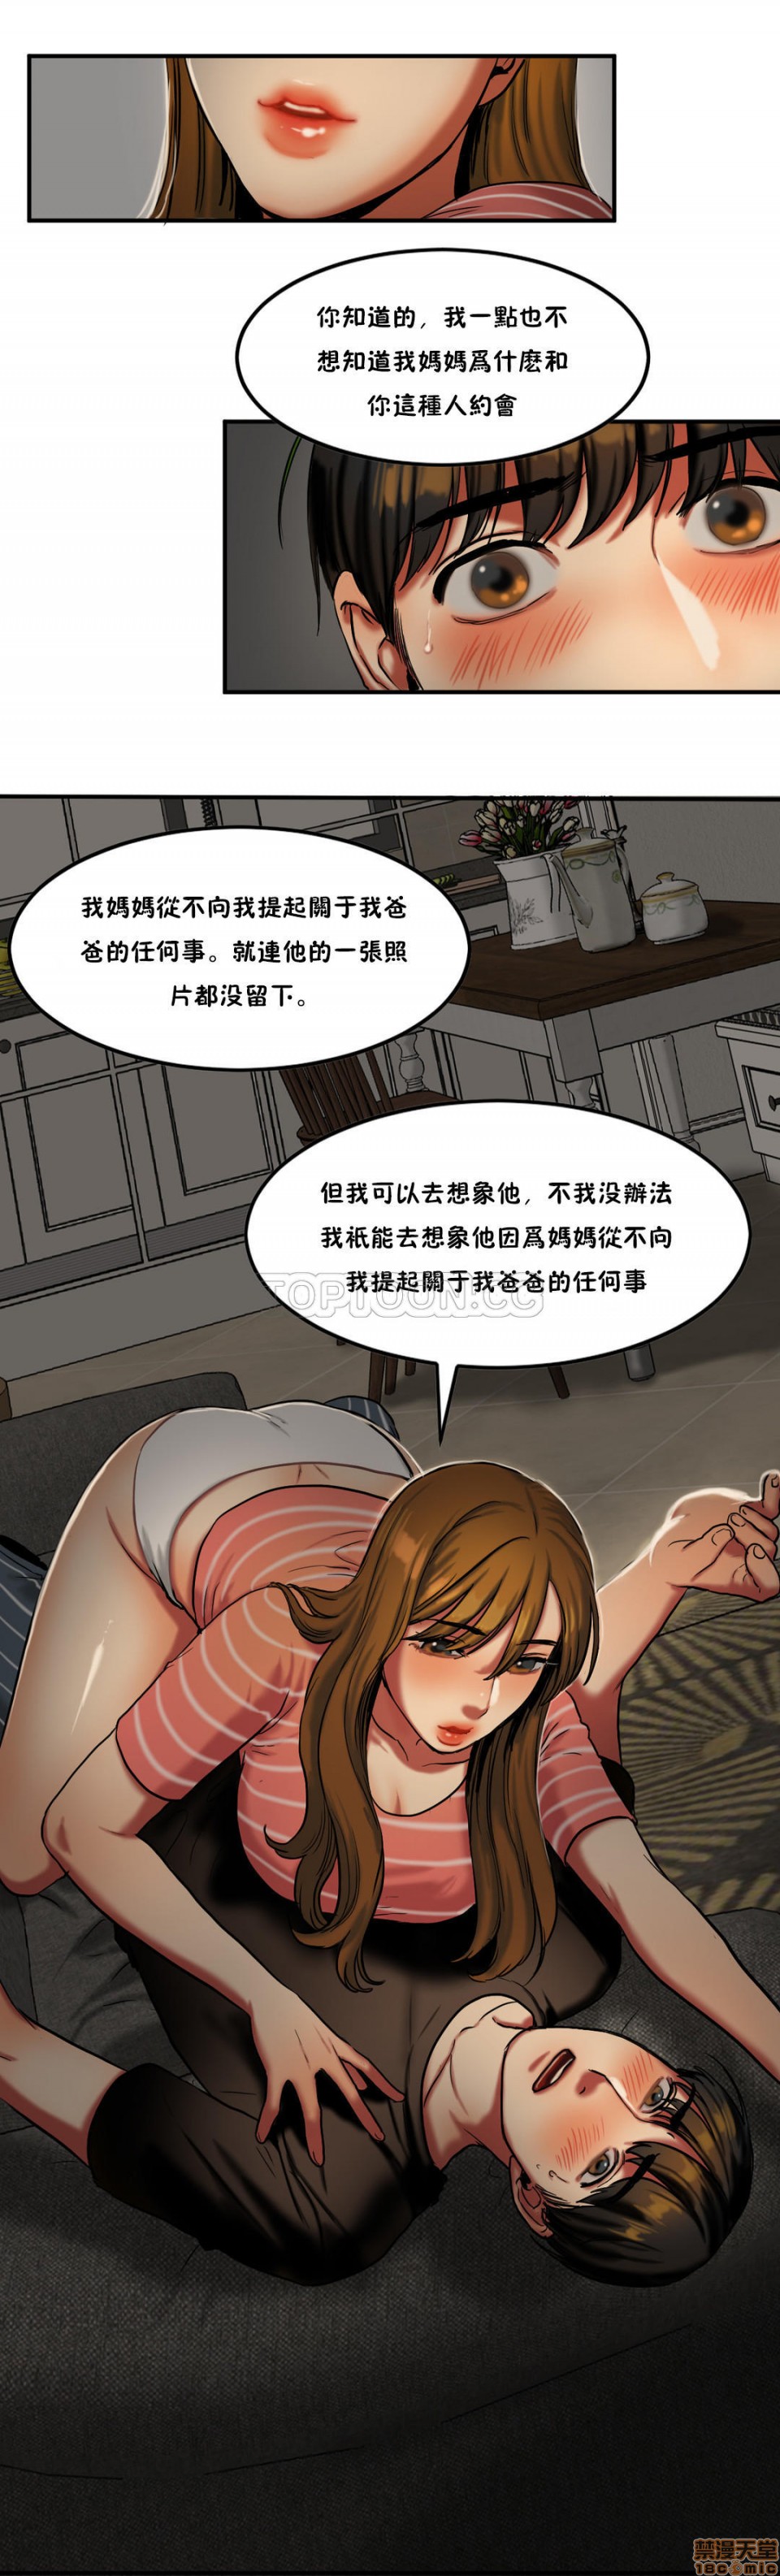 你知道的，我一點也不
想知道我媽媽爲什麽和
你這種人約會
我媽媽從不向我提起關于我爸
爸的任何事。就連他的一張照
片都没留下。
但我可以去想象他，不我没辦法
我衹能去想象他因爲媽媽從不向
我提起關于我爸爸的任何事
TOPTOON.CC
禁漫天堂
18C-mic